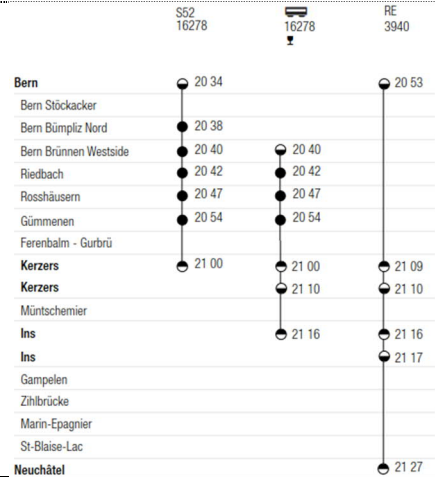 S52 RE
16278 16278 3940
Bern 20 34 20 53
Bern Stöckacker
Bern Bümpliz Nord 20 38
Bern Brünnen Westside 20 40 20 40
Riedbach 20 42 20 42
Rosshäusern 20 47 20 47
Gümmenen 20 54 20 54
Ferenbalm - Gurbrü
Kerzers 21 00 21 00 21 09
Kerzers 21 10 21 10
Müntschemier
Ins 21 16 21 16
Ins 21 17
Gampelen
Zihlbrücke
Marin-Epagnier
St-Blaise-Lac
Neuchâtel 21 27